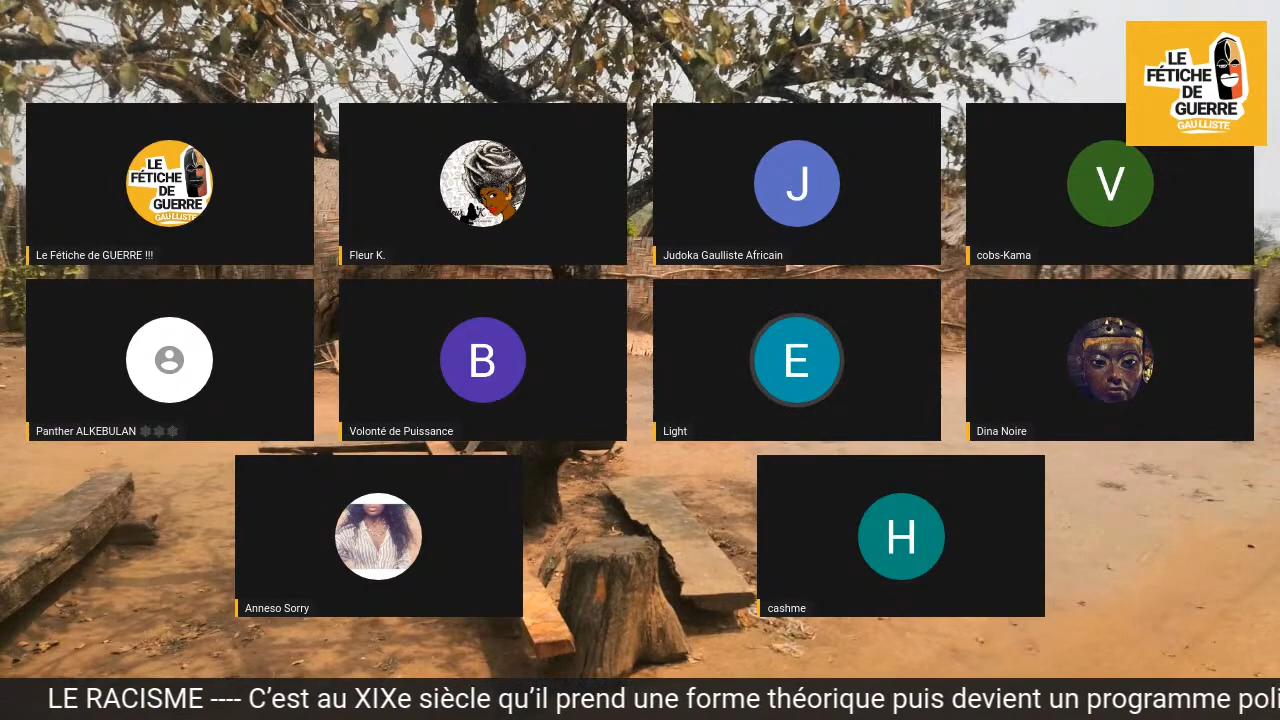 LE
FÉTICHE
DE
GUERRE
GAULLISTE
LE
FÉTICHE
DE
GUERRE
GAULLISTE
J
V
Le Fétiche de GUERRE !!!
Fleur K.
Judoka Gaulliste Africain
cobs-Kama
B
E
Panther ALKEBULAN
Volonté de Puissance
Light
Dina Noire
H
Anneso Sorry
cashme
LE RACISME ---- C’est au XIXe siècle qu’il prend une forme théorique puis devient un programme poli